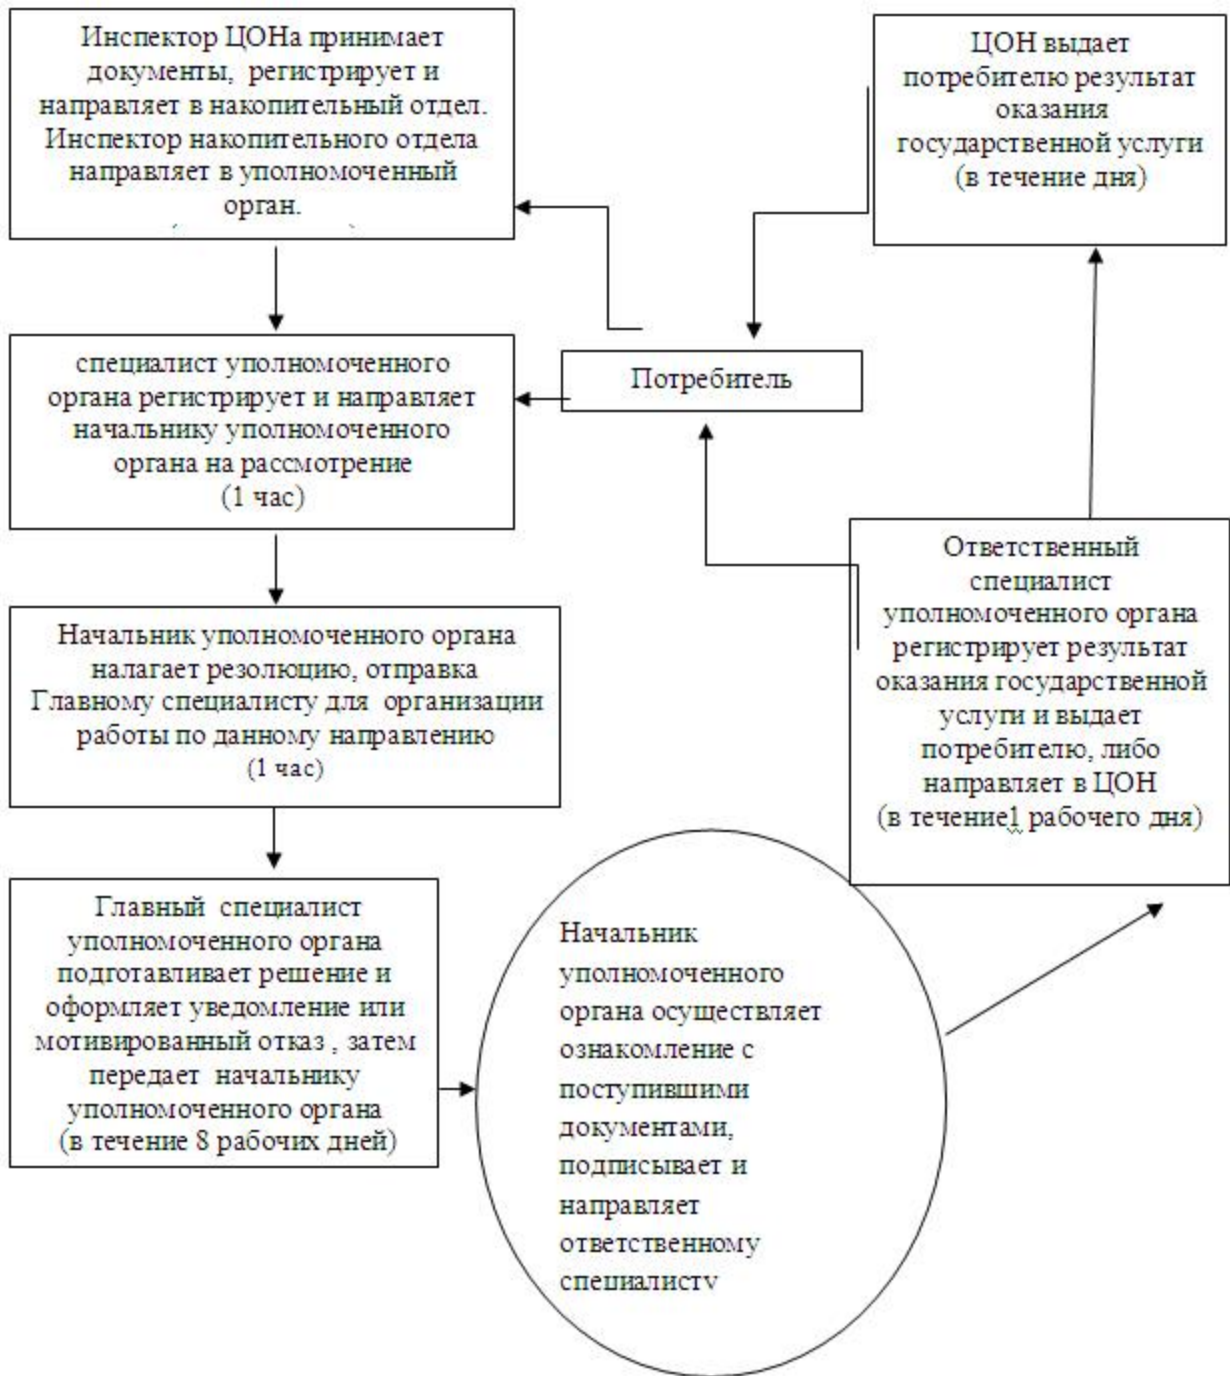 Инспектор ЦОНа принимает
документы, регистрирует и
направляет в накопительный отдел.
Инспектор накопительного отдела
направляет в уполномоченный
орган.
специалист уполномоченного
органа регистрирует и направляет
начальнику уполномоченного
органа на рассмотрение
(1 час)
Начальник уполномоченного органа
налагает резолюцию, отправка
Главному специалисту для организации
работы по данному направлению
(1 час)
Главный специалист
уполномоченного органа
подготавливает решение и
оформляет уведомление или
мотивированный отказ , затем
передает начальнику
уполномоченного органа
(в течение 8 рабочих дней)
Начальник
уполномоченного
органа осуществляет
ознакомление с
поступившими
документами,
подписывает и
направляет
ответственному
специалисту
Потребитель
Ответственный
специалист
уполномоченного органа
регистрирует результат
оказания государственной
услуги и выдает
потребителю, либо
направляет в ЦОН
(в течение1 рабочего дня)
ЦОН выдает
потребителю результат
оказания
государственной услуги
(в течение дня)